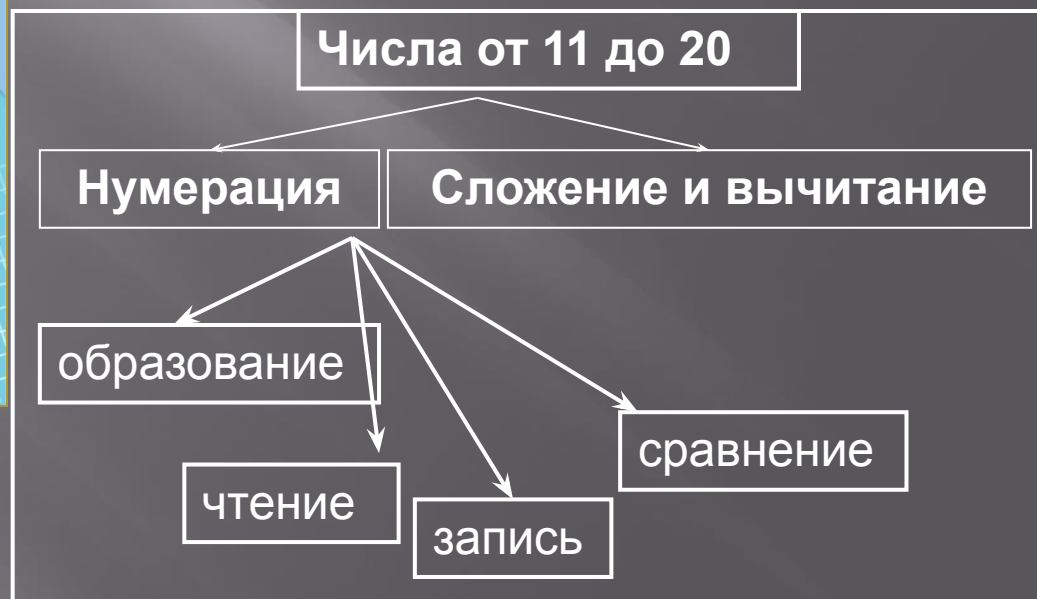 Числа от 11 до 20
Нумерация
Сложение и вычитание
образование
сравнение
чтение
запись